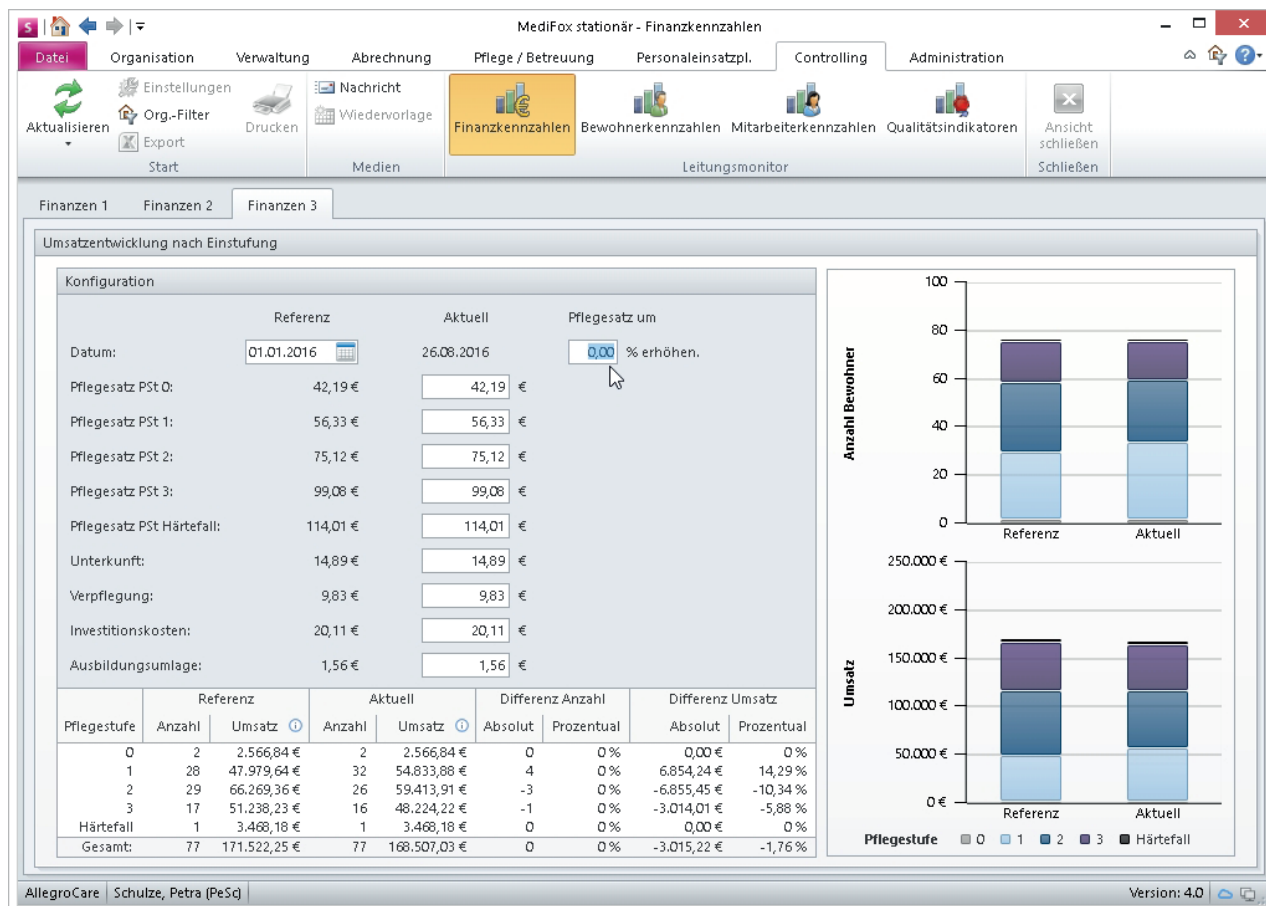 S
MediFox stationär - Finanzkennzahlen
Datei Organisation Verwaltung Abrechnung Pflege / Betreuung Personaleinsatzpl. Controlling Administration
Aktualisieren
Einstellungen
Org.-Filter
Export
Drucken
Start
Nachricht
Wiedervorlage
Medien
Finanzkennzahlen Bewohnerkennzahlen Mitarbeiterkennzahlen Qualitätsindikatoren
Leitungsmonitor
Ansicht
schließen
Schließen
Finanzen 1 Finanzen 2 Finanzen 3
Umsatzentwicklung nach Einstufung
Konfiguration
Referenz Aktuell Pflegesatz um
Datum: 01.01.2016 26.08.2016 0,00 % erhöhen.
Pflegesatz PSt 0: 42,19 € 42,19 €
Pflegesatz PSt 1: 56,33 € 56,33 €
Pflegesatz PSt 2: 75,12 € 75,12 €
Pflegesatz PSt 3: 99,08 € 99,08 €
Pflegesatz PSt Härtefall: 114,01 € 114,01 €
Unterkunft: 14,89 € 14,89 €
Verpflegung: 9,83 € 9,83 €
Investitionskosten: 20,11 € 20,11 €
Ausbildungsumlage: 1,56 € 1,56 €
Referenz Aktuell Differenz Anzahl Differenz Umsatz
Pflegestufe Anzahl Umsatz Anzahl Umsatz Absolut Prozentual Absolut Prozentual
0 2 2.566,84 € 2 2.566,84 € 0 0 % 0,00 € 0 %
1 28 47.979,64 € 32 54.833,88 € 4 0 % 6.854,24 € 14,29 %
2 29 66.269,36 € 26 59.413,91 € -3 0 % -6.855,45 € -10,34 %
3 17 51.238,23 € 16 48.224,22 € -1 0 % -3.014,01 € -5,88 %
Härtefall 1 3.468,18 € 1 3.468,18 € 0 0 % 0,00 € 0 %
Gesamt: 77 171.522,25 € 77 168.507,03 € 0 0 % -3.015,22 € -1,76 %
Anzahl Bewohner
100
80
60
40
20
0
Referenz Aktuell
Umsatz
250.000 €
200.000 €
150.000 €
100.000 €
50.000 €
0 €
Referenz Aktuell
Pflegestufe 0 1 2 3 Härtefall
AllegroCare Schulze, Petra (PeSc) Version: 4.0